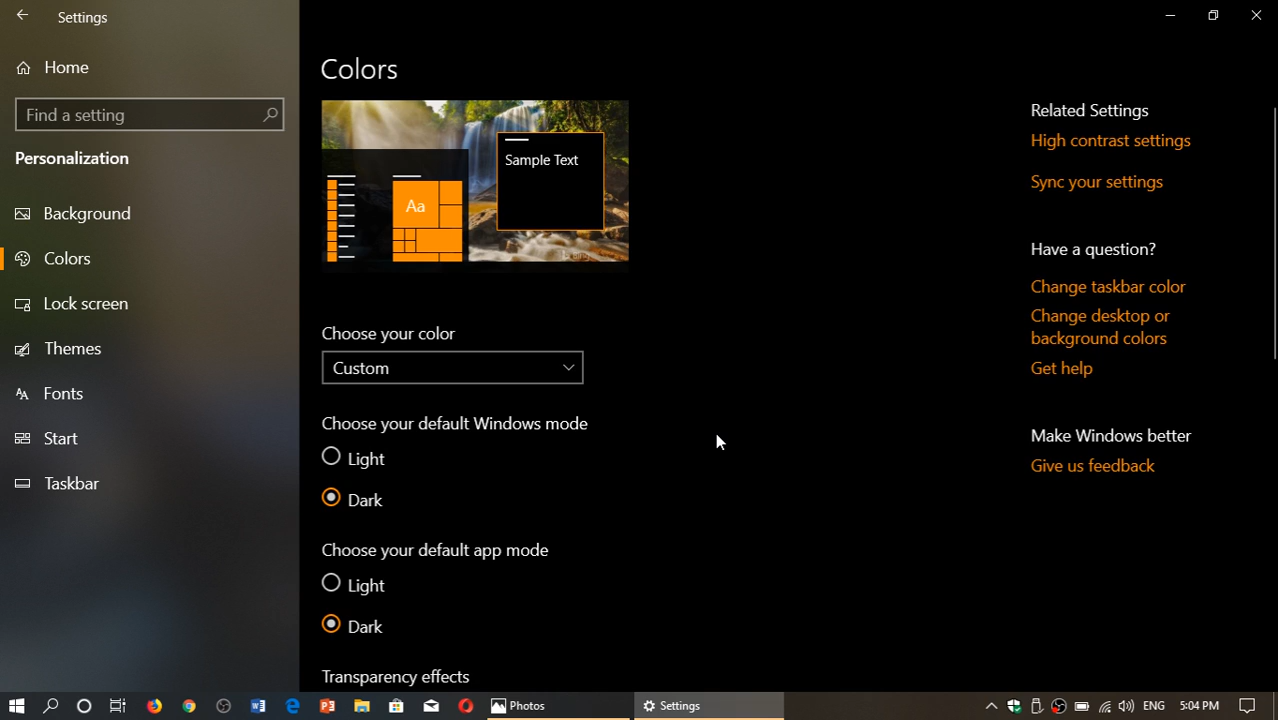 Settings
Home
Find a setting
Personalization
Background
Colors
Lock screen
Themes
Fonts
Start
Taskbar
Colors
Sample Text
Aa
Choose your color
Custom
Choose your default Windows mode
Light
Dark
Choose your default app mode
Light
Dark
Transparency effects
Related Settings
High contrast settings
Sync your settings
Have a question?
Change taskbar color
Change desktop or
background colors
Get help
Make Windows better
Give us feedback
Photos
Settings
ENG
5:04 PM